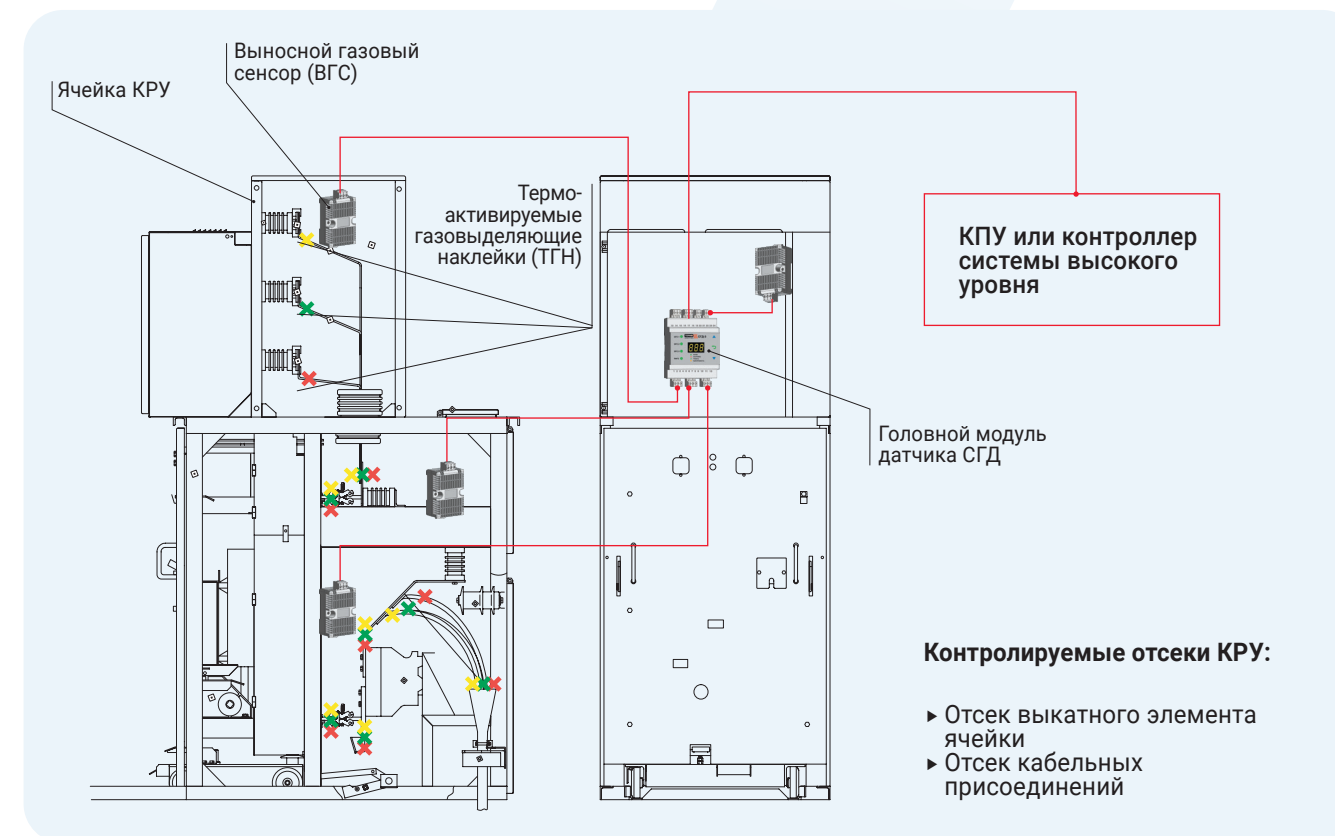 Выносной газовый
сенсор (ВГС)
Ячейка КРУ
Термо-
активируемые
газовыделяющие
наклейки (ТГН)
КПУ или контроллер
системы высокого
уровня
Головной модуль
датчика СГД
Контролируемые отсеки КРУ:
▸ Отсек выкатного элемента
ячейки
▸ Отсек кабельных
присоединений